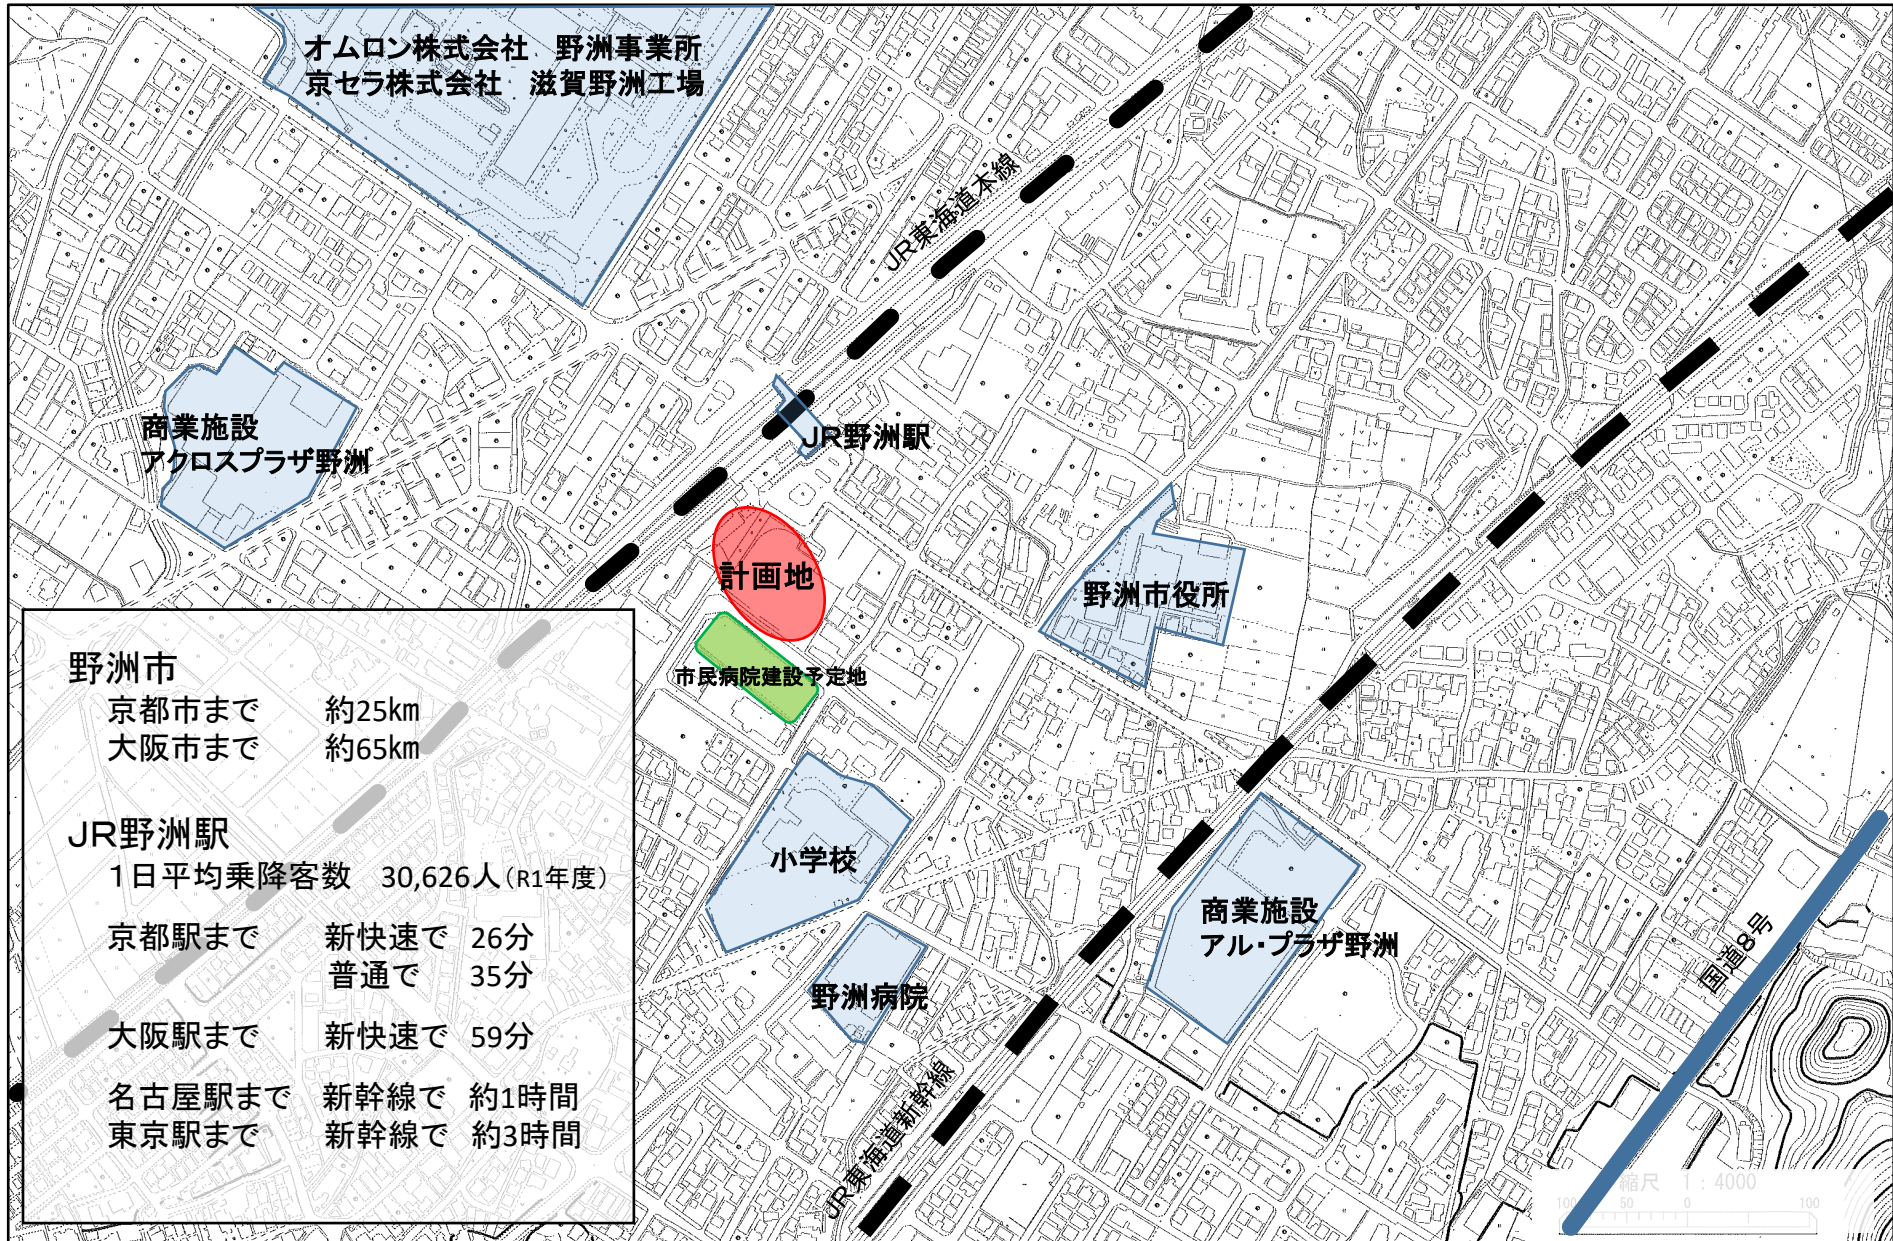 オムロン株式会社　野洲事業所
京セラ株式会社　滋賀野洲工場
JR東海道本線
商業施設
アクロスプラザ野洲
JR野洲駅
計画地
野洲市役所
市民病院建設予定地
野洲市
京都市まで　約25km
大阪市まで　約65km
JR野洲駅
1日平均乗降客数　30,626人(R1年度)
京都駅まで　新快速で　26分
普通で　35分
大阪駅まで　新快速で　59分
名古屋駅まで　新幹線で　約1時間
東京駅まで　新幹線で　約3時間
小学校
商業施設
アル・プラザ野洲
野洲病院
国道8号
JR東海道新幹線
縮尺　1：4000
100　50　0　100